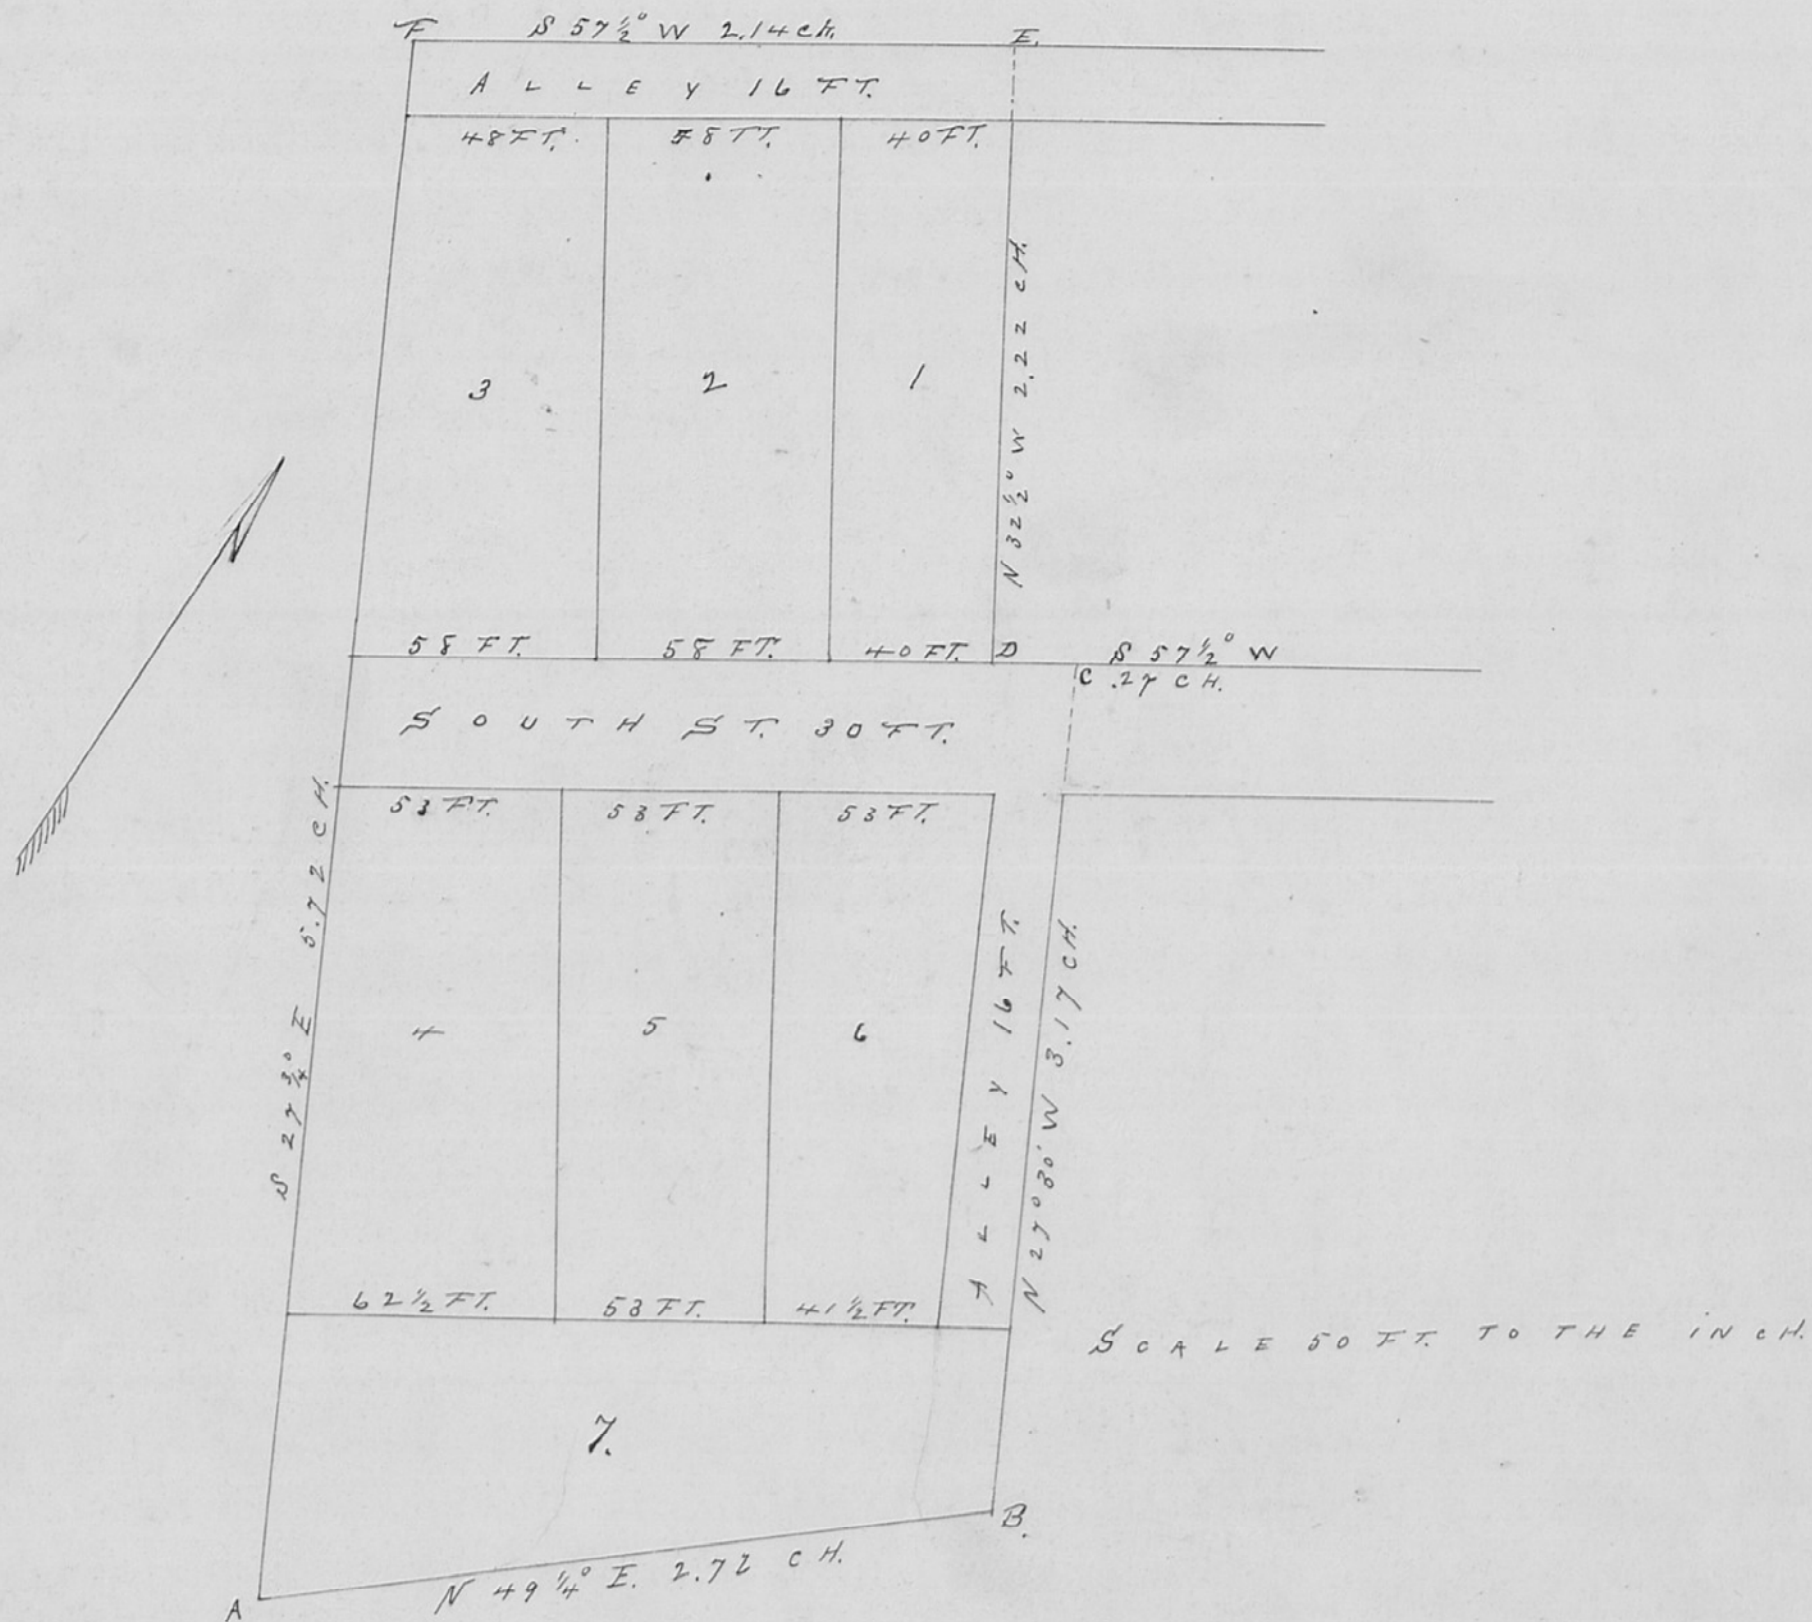 F S 57½° W 2.14 CH. E.
ALLEY 16 FT.
48 FT. 58 FT. 40 FT.
N 32½° W 2.22 CH.
3 2 1
N
58 FT. 58 FT. 40 FT. D S 57½° W
C .27 CH.
SOUTH ST. 30 FT.
53 FT. 53 FT. 53 FT.
S 27¾° E 5.72 CH.
4 5 6
ALLEY 16 FT.
N 27° 30' W 3.17 CH.
62½ FT. 53 FT. 41½ FT.
SCALE 50 FT. TO THE INCH.
7.
B.
N 49¼° E. 2.72 CH.
A